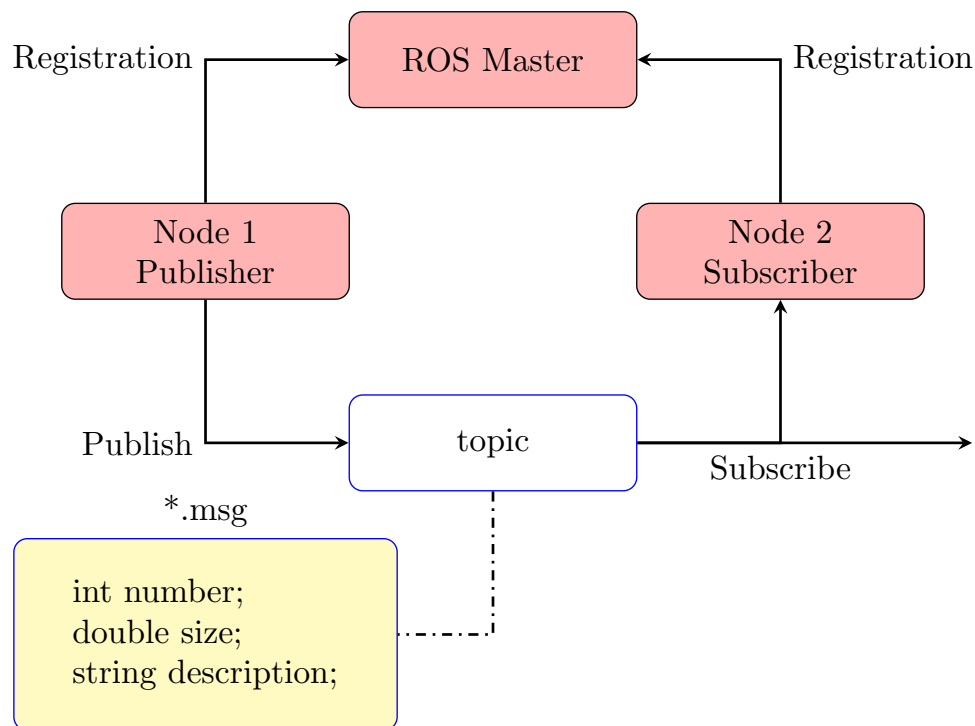 Registration
ROS Master
Registration
Node 1
Publisher
Node 2
Subscriber
Publish
topic
Subscribe
*.msg
int number;
double size;
string description;